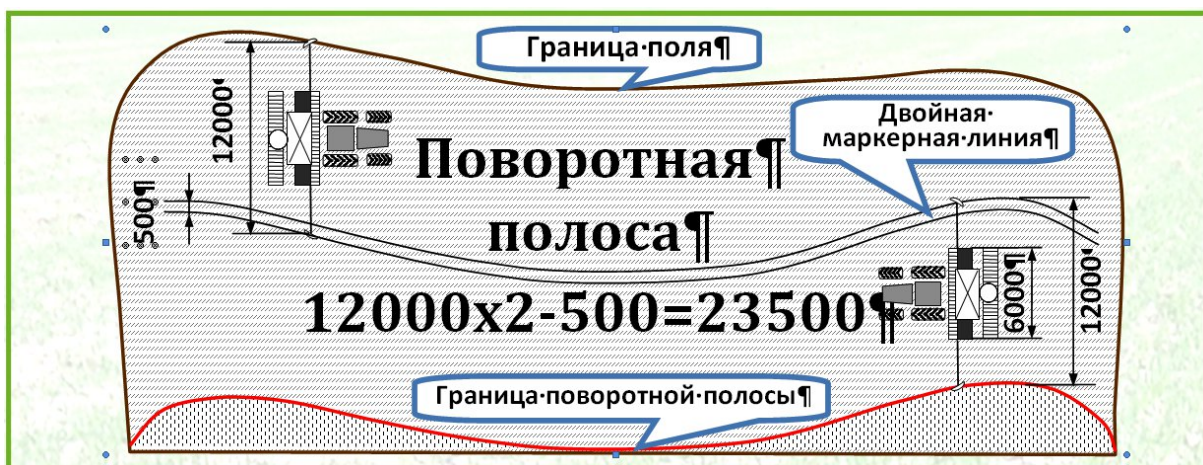 Граница·поля¶
12000¶
Двойная·
маркерная·линия¶
Поворотная¶
500¶
полоса¶
12000х2-500=23500¶
6000¶
12000¶
Граница·поворотной·полосы¶